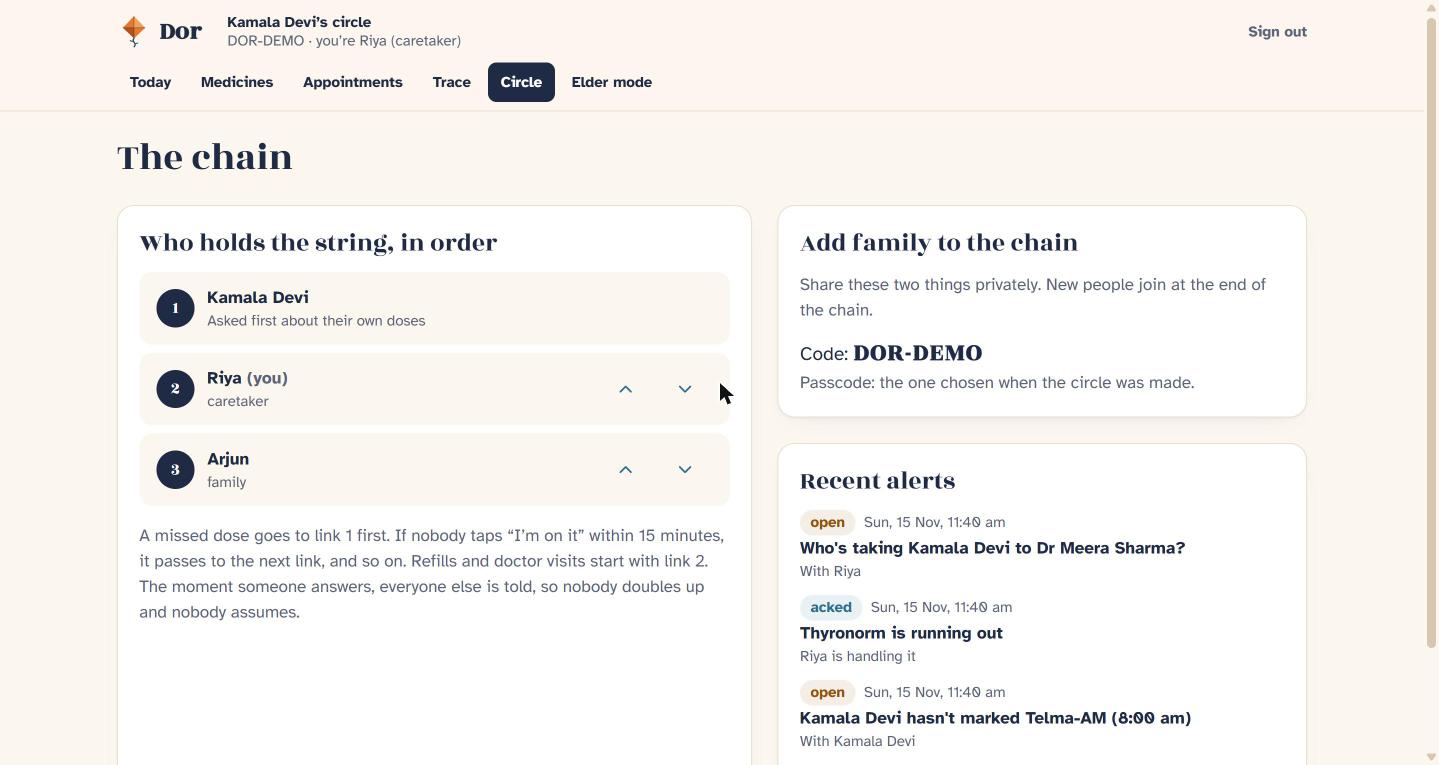 Dor
Kamala Devi’s circle
DOR-DEMO · you’re Riya (caretaker)
Sign out
Today
Medicines
Appointments
Trace
Circle
Elder mode
The chain
Who holds the string, in order
1
Kamala Devi
Asked first about their own doses
2
Riya (you)
caretaker
3
Arjun
family
A missed dose goes to link 1 first. If nobody taps “I’m on it” within 15 minutes,
it passes to the next link, and so on. Refills and doctor visits start with link 2.
The moment someone answers, everyone else is told, so nobody doubles up
and nobody assumes.
Add family to the chain
Share these two things privately. New people join at the end of
the chain.
Code: DOR-DEMO
Passcode: the one chosen when the circle was made.
Recent alerts
open Sun, 15 Nov, 11:40 am
Who's taking Kamala Devi to Dr Meera Sharma?
With Riya
acked Sun, 15 Nov, 11:40 am
Thyronorm is running out
Riya is handling it
open Sun, 15 Nov, 11:40 am
Kamala Devi hasn't marked Telma-AM (8:00 am)
With Kamala Devi